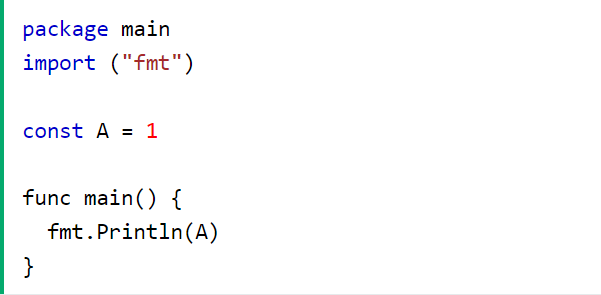 package main
import ("fmt")
const A = 1
func main() {
  fmt.Println(A)
}